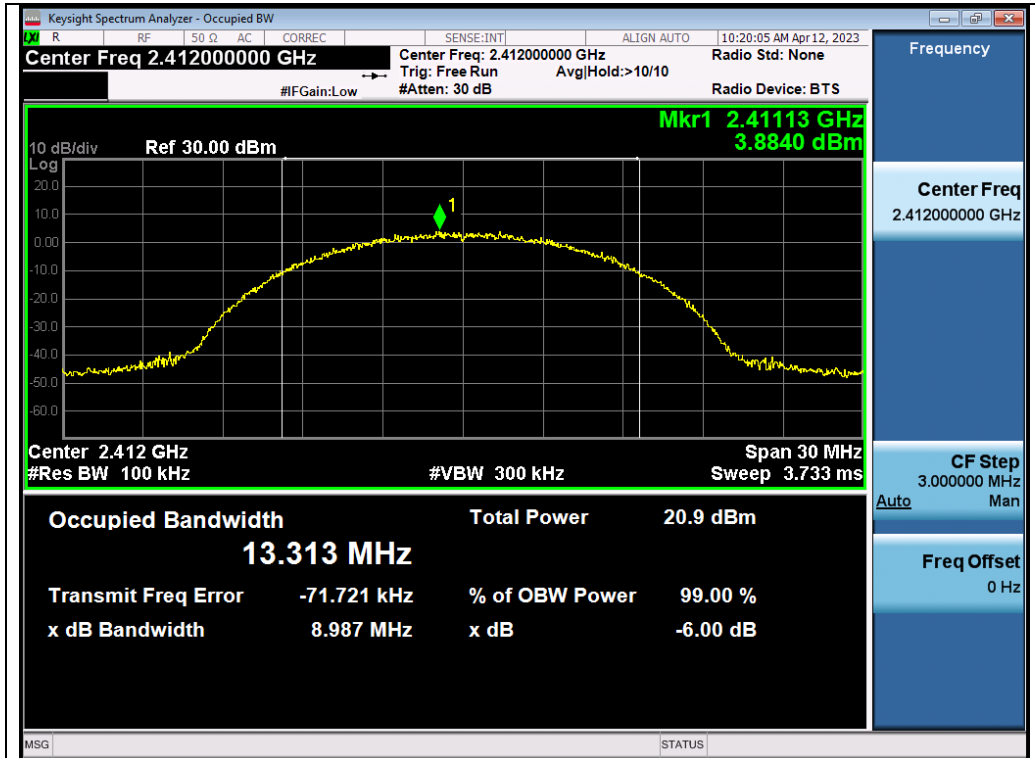 Keysight Spectrum Analyzer - Occupied BW
LXI R RF 50 Ω AC CORREC SENSE:INT ALIGN AUTO 10:20:05 AM Apr 12, 2023
Center Freq 2.412000000 GHz
Center Freq: 2.412000000 GHz Radio Std: None
Trig: Free Run Avg|Hold:>10/10
#IFGain:Low #Atten: 30 dB Radio Device: BTS
Frequency
Mkr1 2.41113 GHz
3.8840 dBm
10 dB/div Ref 30.00 dBm
Log
20.0
10.0
0.00
-10.0
-20.0
-30.0
-40.0
-50.0
-60.0
1
Center 2.412 GHz Span 30 MHz
#Res BW 100 kHz #VBW 300 kHz Sweep 3.733 ms
Center Freq
2.412000000 GHz
CF Step
3.000000 MHz
Auto Man
Freq Offset
0 Hz
Occupied Bandwidth Total Power 20.9 dBm
13.313 MHz
Transmit Freq Error -71.721 kHz % of OBW Power 99.00 %
x dB Bandwidth 8.987 MHz x dB -6.00 dB
MSG STATUS